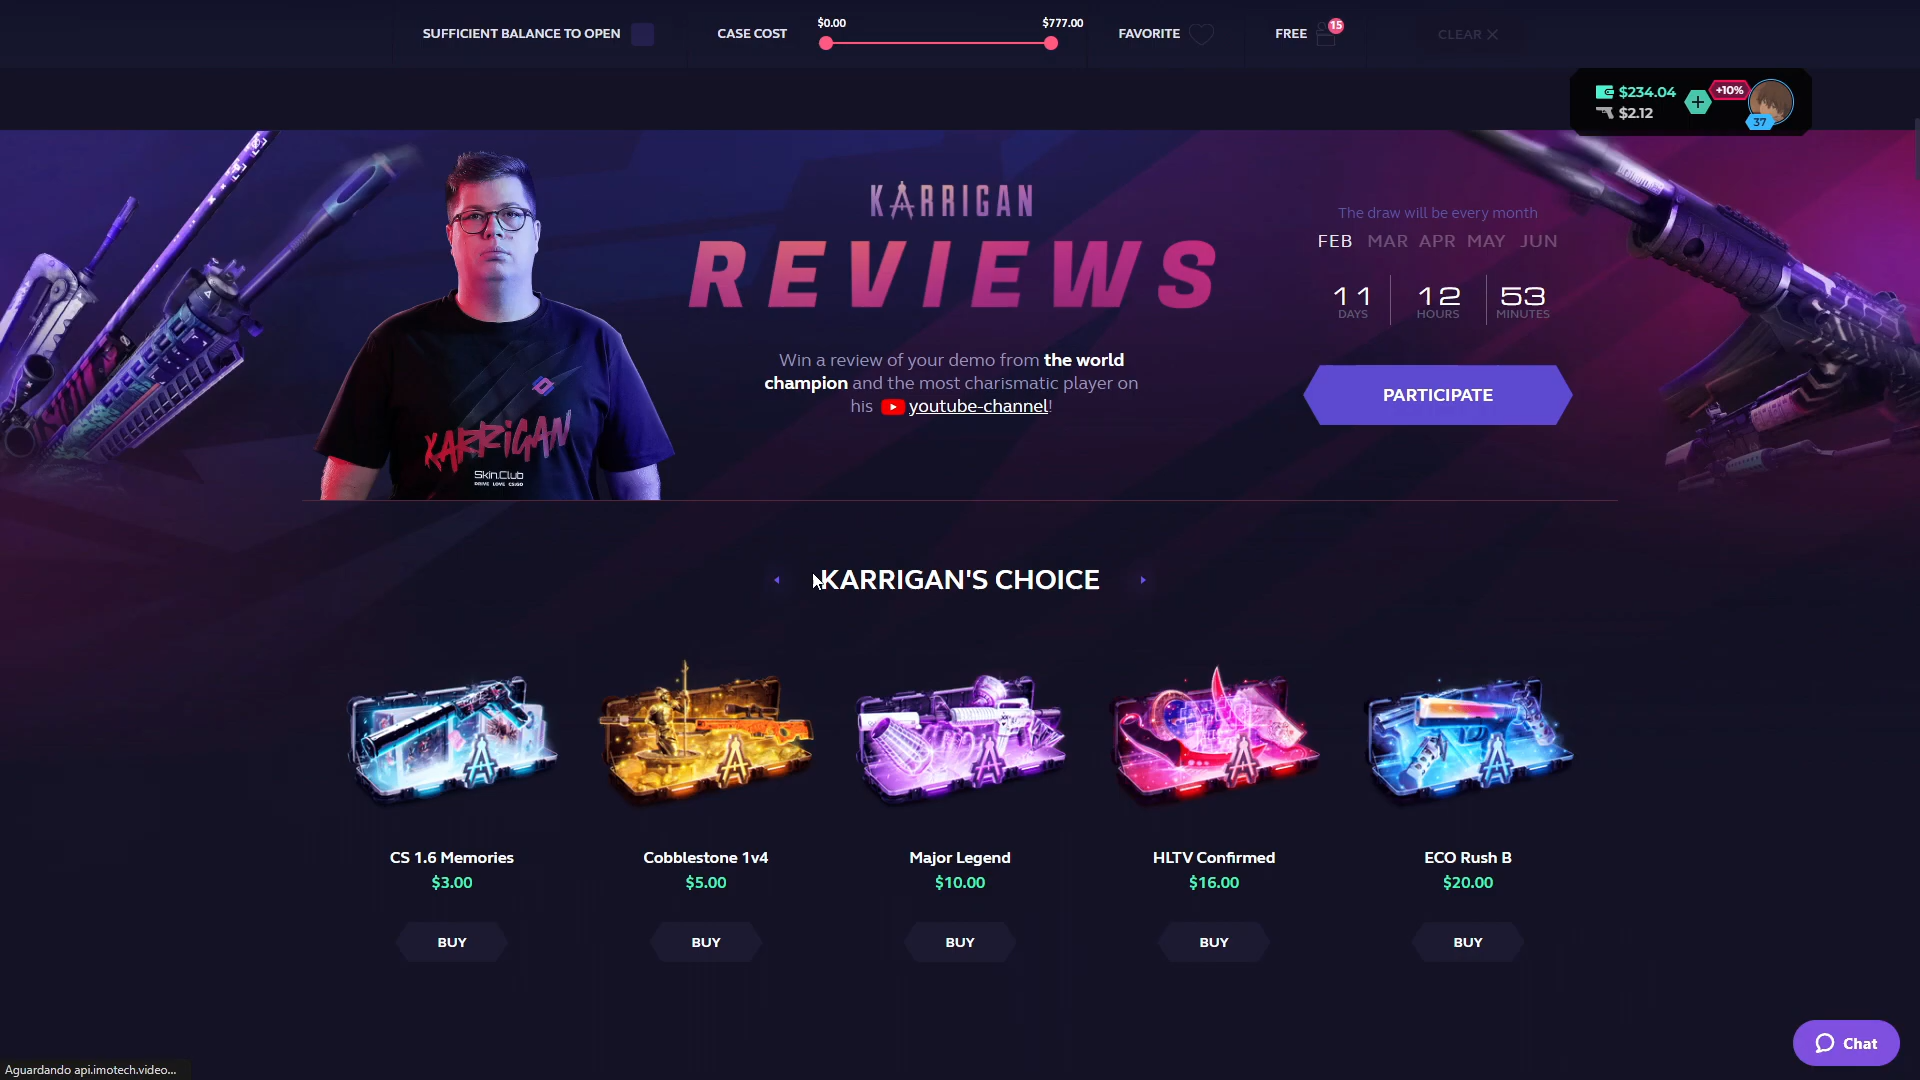 SUFFICIENT BALANCE TO OPEN
CASE COST
$0.00
$777.00
FAVORITE
FREE
15
CLEAR
$234.04
$2.12
+10%
37
KARRIGAN
REVIEWS
Win a review of your demo from the world
champion and the most charismatic player on
his youtube-channel!
The draw will be every month
FEB MAR APR MAY JUN
11 12 53
DAYS HOURS MINUTES
PARTICIPATE
KARRIGAN
Skin.Club
KARRIGAN'S CHOICE
CS 1.6 Memories
$3.00
BUY
Cobblestone 1v4
$5.00
BUY
Major Legend
$10.00
BUY
HLTV Confirmed
$16.00
BUY
ECO Rush B
$20.00
BUY
Chat
Aguardando api.imotech.video...